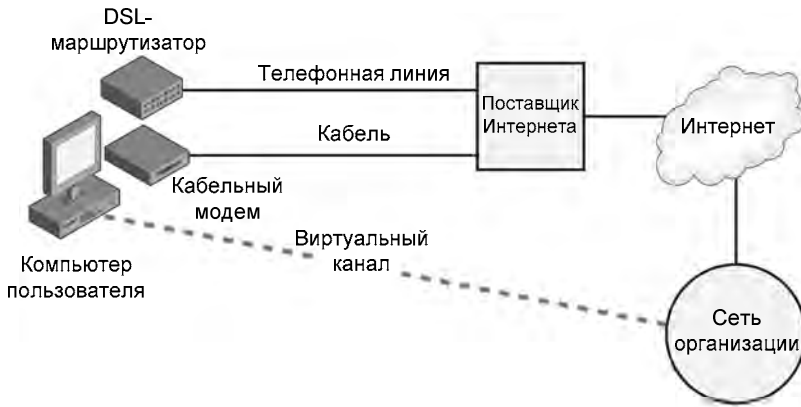 DSL-
маршрутизатор
Телефонная линия
Поставщик
Интернета
Интернет
Кабель
Кабельный
модем
Виртуальный
канал
Компьютер
пользователя
Сеть
организации